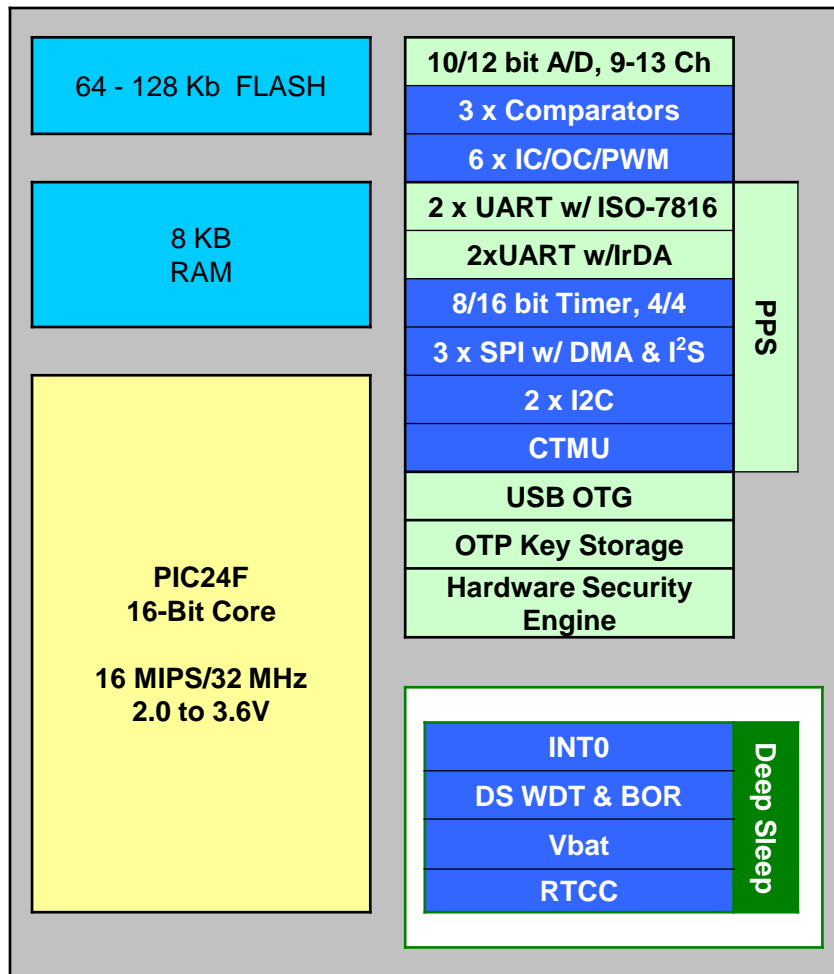 64 - 128 Kb FLASH
8 KB
RAM
PIC24F
16-Bit Core
16 MIPS/32 MHz
2.0 to 3.6V
10/12 bit A/D, 9-13 Ch
3 x Comparators
6 x IC/OC/PWM
2 x UART w/ ISO-7816
2xUART w/IrDA
8/16 bit Timer, 4/4
3 x SPI w/ DMA & I²S
2 x I2C
CTMU
PPS
USB OTG
OTP Key Storage
Hardware Security
Engine
INT0
DS WDT & BOR
Vbat
RTCC
Deep Sleep